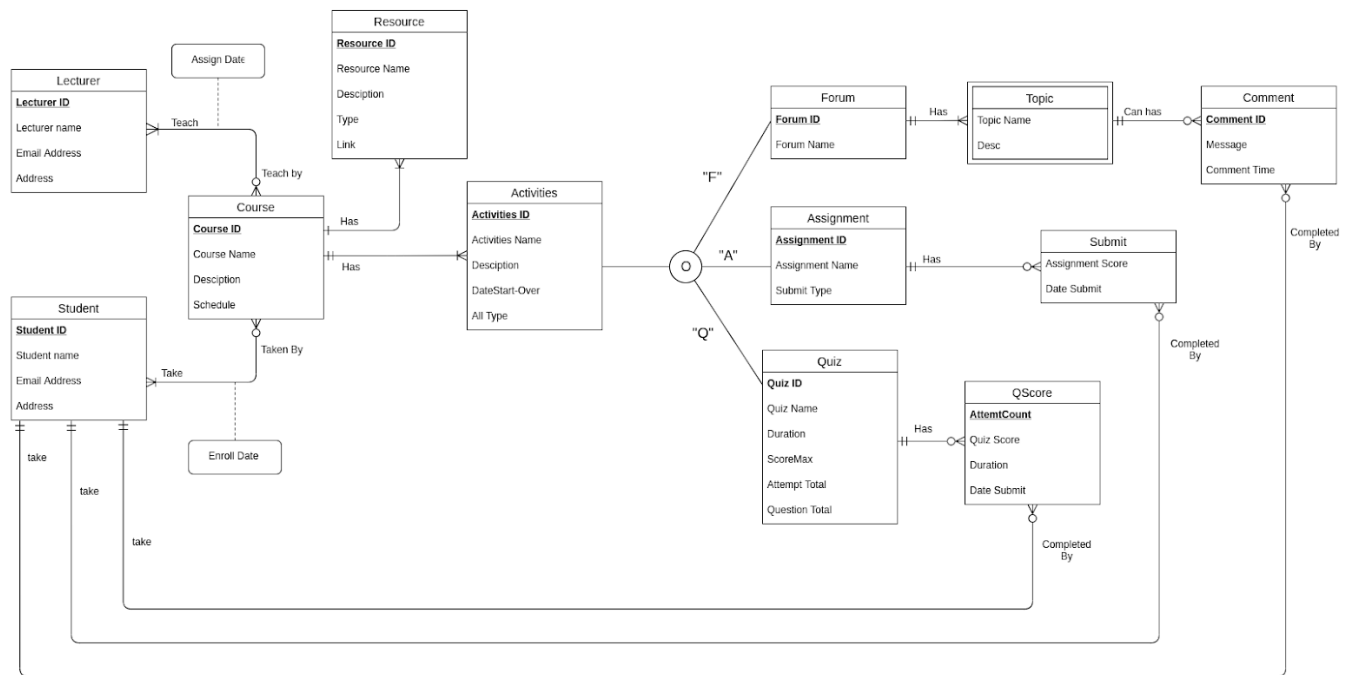 Resource
Resource ID
Resource Name
Desciption
Type
Link
Assign Date
Lecturer
Lecturer ID
Lecturer name
Email Address
Address
Teach
Teach by
Course
Course ID
Course Name
Desciption
Schedule
Has
Has
Taken By
Student
Student ID
Student name
Email Address
Address
Take
Enroll Date
take
take
take
Activities
Activities ID
Activities Name
Desciption
DateStart-Over
All Type
O
"F"
"A"
"Q"
Forum
Forum ID
Forum Name
Has
Topic
Topic Name
Desc
Can has
Comment
Comment ID
Message
Comment Time
Completed
By
Assignment
Assignment ID
Assignment Name
Submit Type
Has
Submit
Assignment Score
Date Submit
Completed
By
Quiz
Quiz ID
Quiz Name
Duration
ScoreMax
Attempt Total
Question Total
Has
QScore
AttemtCount
Quiz Score
Duration
Date Submit
Completed
By